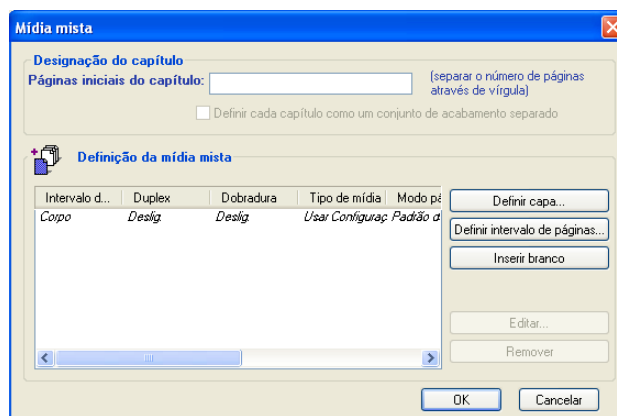 Mídia mista
Designação do capítulo
Páginas iniciais do capítulo:
(separar o número de páginas
através de vírgula)
Definir cada capítulo como um conjunto de acabamento separado
Definição da mídia mista
Intervalo d... Duplex Dobradura Tipo de mídia Modo pá
Corpo Deslig. Deslig. Usar Configuraç Padrão d
Definir capa...
Definir intervalo de páginas...
Inserir branco
Editar...
Remover
OK Cancelar